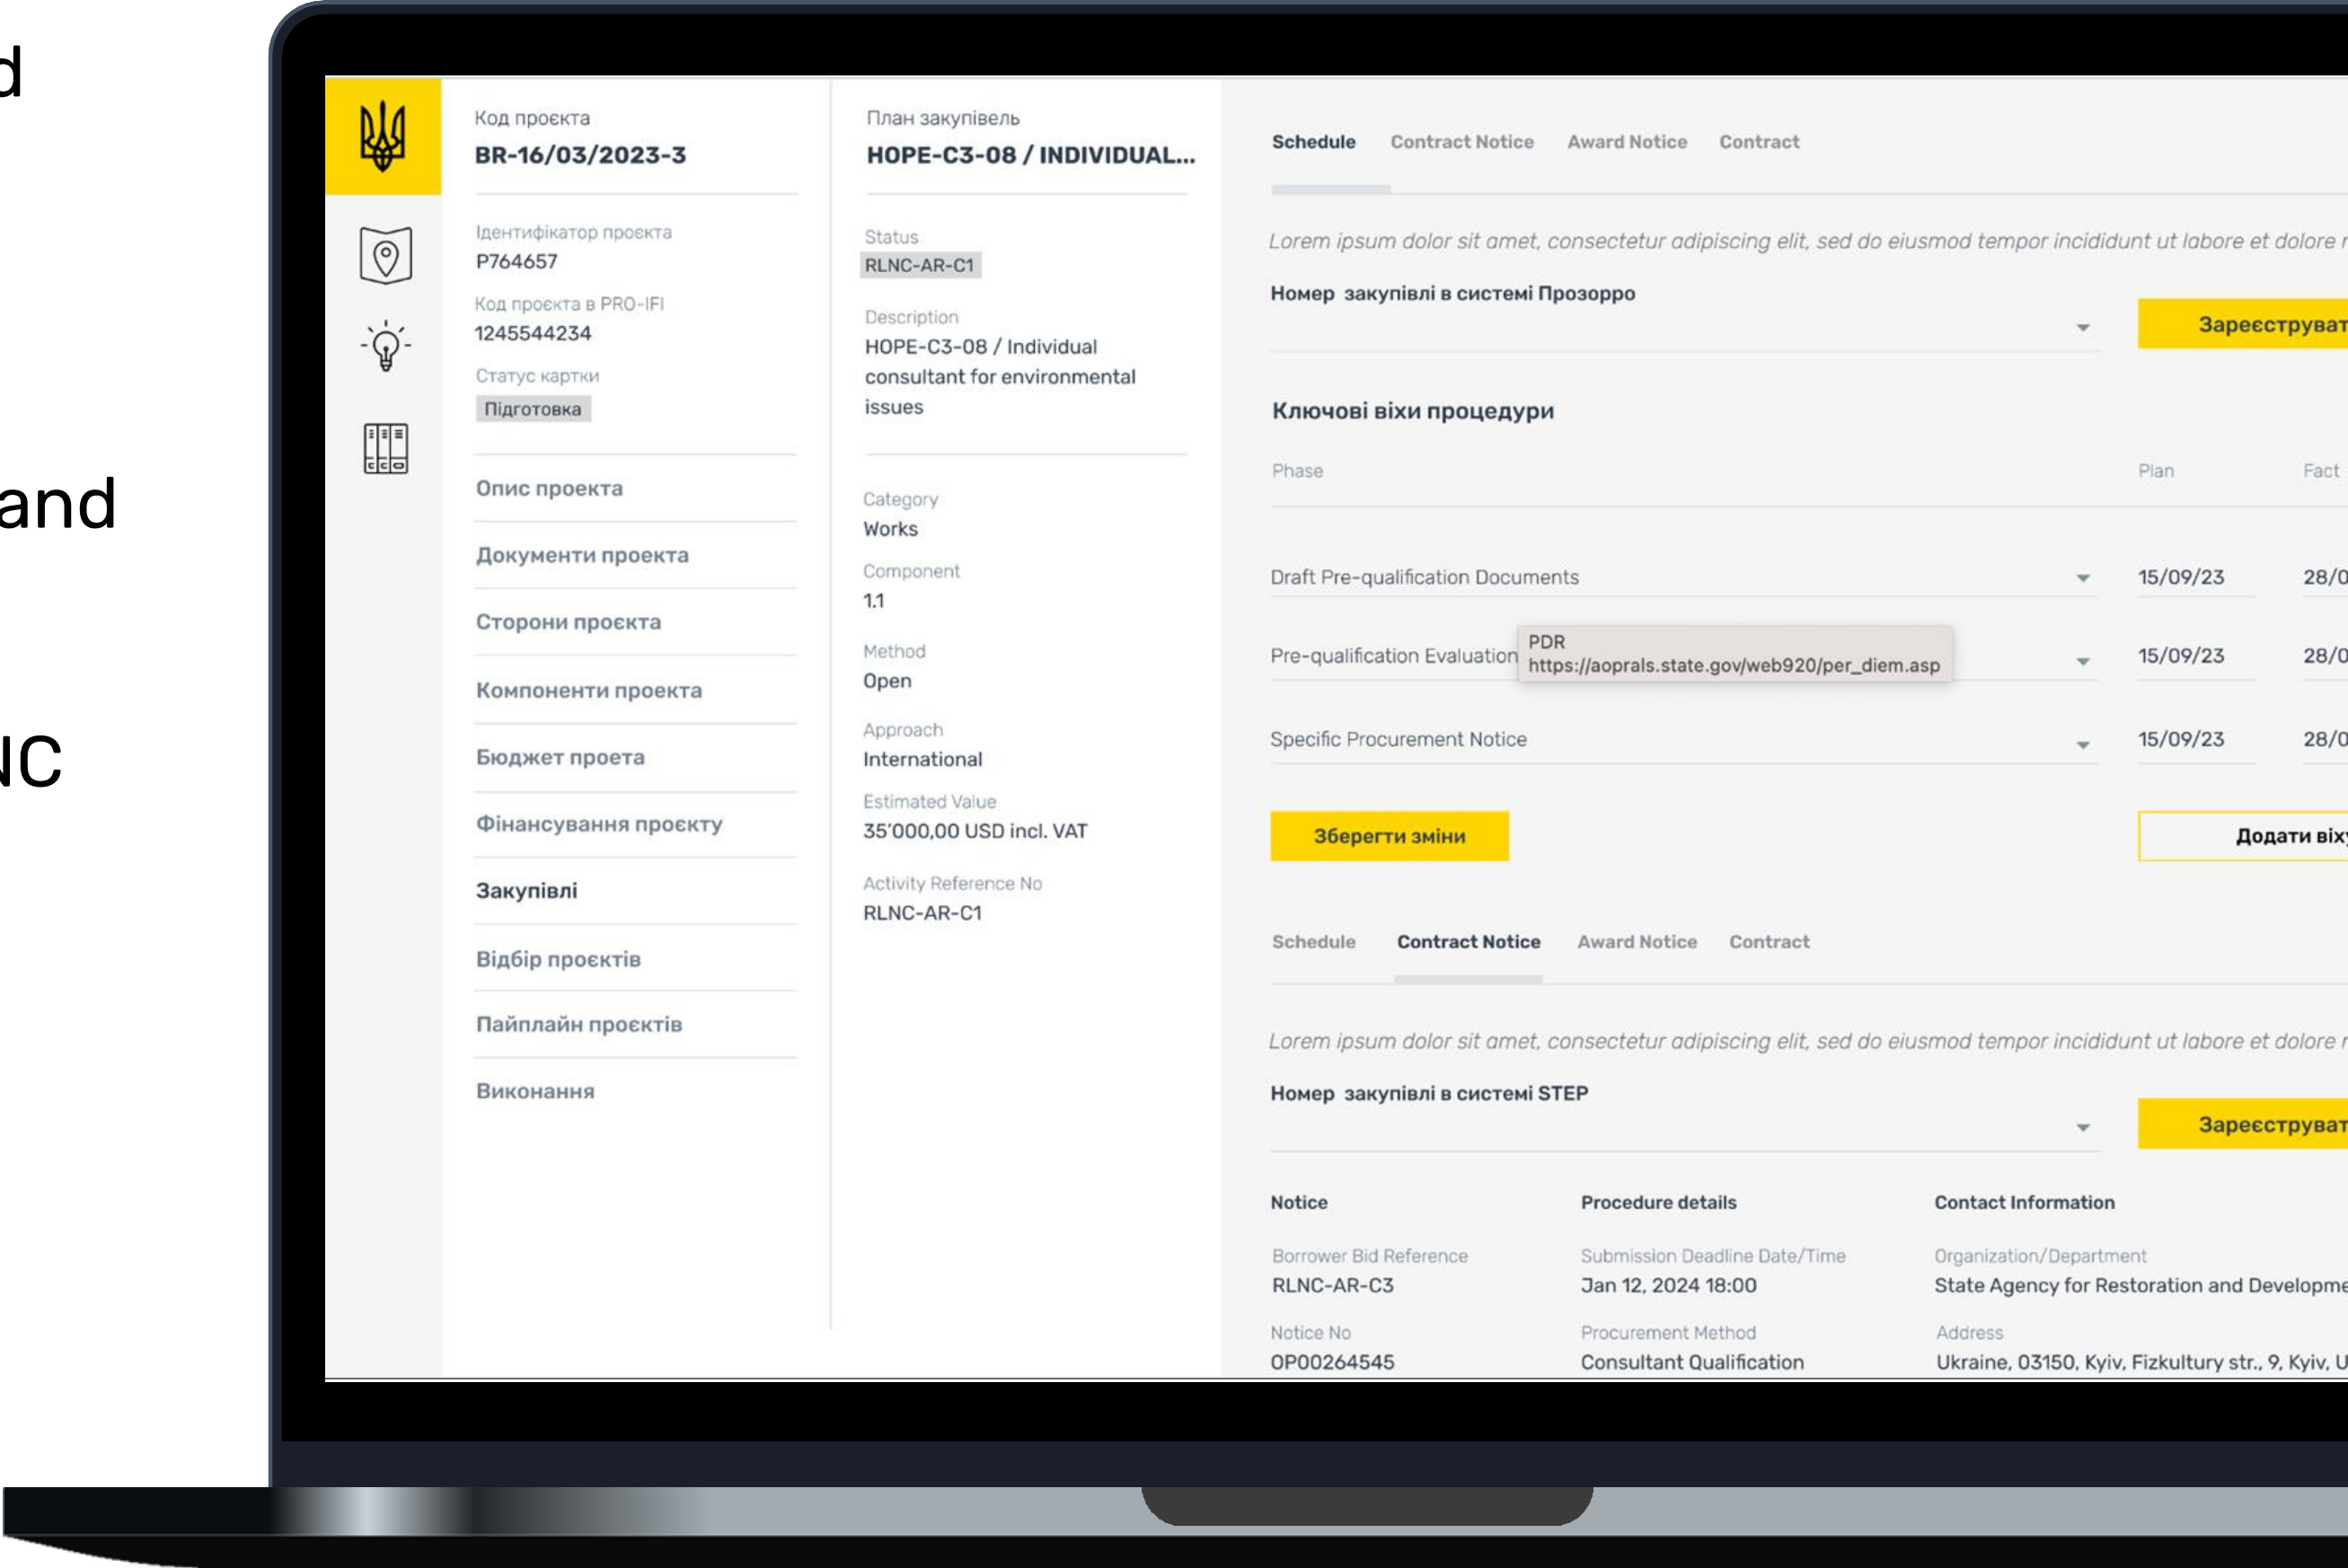 and
Код проєкта
BR-16/03/2023-3
Ідентифікатор проєкта
P764657
Код проєкта в PRO-IFI
1245544234
Статус картки
Підготовка
Опис проекта
Документи проекта
Сторони проєкта
Компоненти проекта
Бюджет проета
Фінансування проєкту
Закупівлі
Відбір проєктів
Пайплайн проєктів
Виконання
План закупівель
HOPE-C3-08 / INDIVIDUAL...
Status
RLNC-AR-C1
Description
HOPE-C3-08 / Individual
consultant for environmental
issues
Category
Works
Component
1.1
Method
Open
Approach
International
Estimated Value
35'000,00 USD incl. VAT
Activity Reference No
RLNC-AR-C1
Schedule Contract Notice Award Notice Contract
Lorem ipsum dolor sit amet, consectetur adipiscing elit, sed do eiusmod tempor incididunt ut labore et dolore
Номер закупівлі в системі Прозорро
Зареєструват
Ключові віхи процедури
Phase Plan Fact
Draft Pre-qualification Documents 15/09/23 28/0
Pre-qualification Evaluation 15/09/23 28/0
PDR
https://aoprals.state.gov/web920/per_diem.asp
Specific Procurement Notice 15/09/23 28/0
Зберегти зміни Додати віху
Schedule Contract Notice Award Notice Contract
Lorem ipsum dolor sit amet, consectetur adipiscing elit, sed do eiusmod tempor incididunt ut labore et dolore
Номер закупівлі в системі STEP
Зареєструват
Notice Procedure details Contact Information
Borrower Bid Reference Submission Deadline Date/Time Organization/Department
RLNC-AR-C3 Jan 12, 2024 18:00 State Agency for Restoration and Developme
Notice No Procurement Method Address
OP00264545 Consultant Qualification Ukraine, 03150, Kyiv, Fizkultury str., 9, Kyiv, U